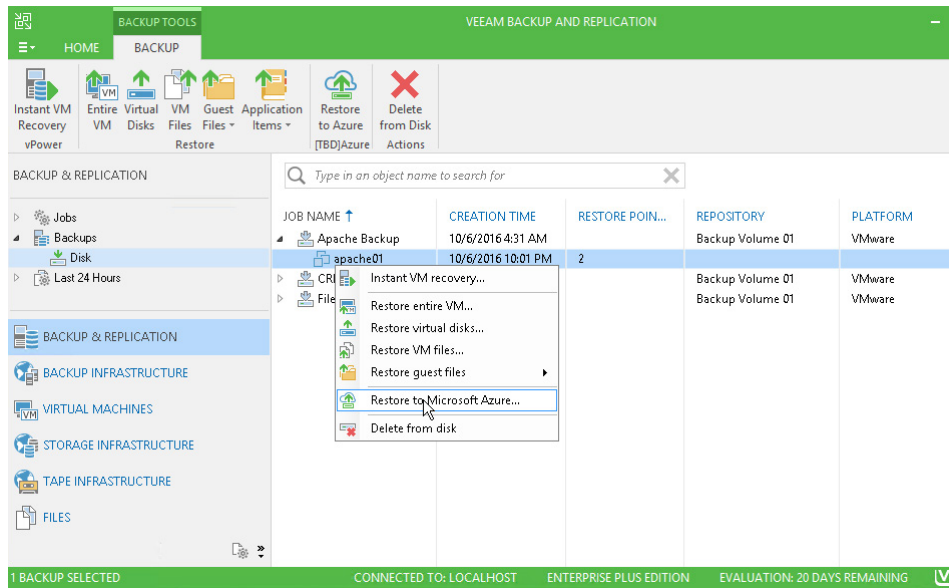 BACKUP TOOLS
VEEAM BACKUP AND REPLICATION
HOME BACKUP
Instant VM Recovery
Entire VM
Virtual Disks
VM Files
Guest Files
Application Items
Restore to Azure
Delete from Disk
vPower Restore [TBD]Azure Actions
BACKUP & REPLICATION
Type in an object name to search for
Jobs
Backups
Disk
Last 24 Hours
JOB NAME CREATION TIME RESTORE POIN... REPOSITORY PLATFORM
Apache Backup 10/6/2016 4:31 AM Backup Volume 01 VMware
apache01 10/6/2016 10:01 PM 2
Backup Volume 01 VMware
File Backup Volume 01 VMware
Instant VM recovery...
Restore entire VM...
Restore virtual disks...
Restore VM files...
Restore guest files
Restore to Microsoft Azure...
Delete from disk
BACKUP & REPLICATION
BACKUP INFRASTRUCTURE
VIRTUAL MACHINES
STORAGE INFRASTRUCTURE
TAPE INFRASTRUCTURE
FILES
1 BACKUP SELECTED
CONNECTED TO: LOCALHOST ENTERPRISE PLUS EDITION EVALUATION: 20 DAYS REMAINING